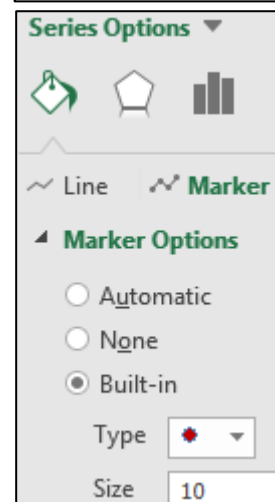 Series Options
Line Marker
Marker Options
Automatic
None
Built-in
Type
Size 10